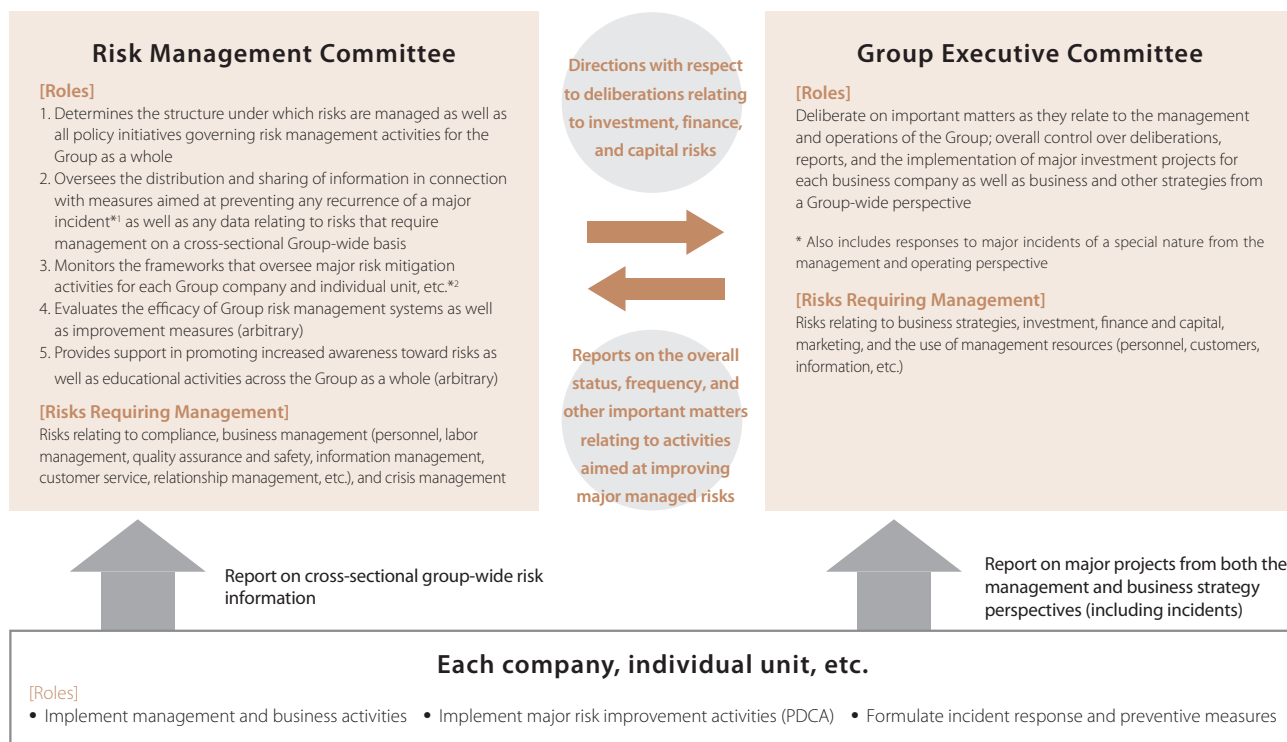 Risk Management Committee
[Roles]
1. Determines the structure under which risks are managed as well as
all policy initiatives governing risk management activities for the
Group as a whole
2. Oversees the distribution and sharing of information in connection
with measures aimed at preventing any recurrence of a major
incident*1 as well as any data relating to risks that require
management on a cross-sectional Group-wide basis
3. Monitors the frameworks that oversee major risk mitigation
activities for each Group company and individual unit, etc.*2
4. Evaluates the efficacy of Group risk management systems as well
as improvement measures (arbitrary)
5. Provides support in promoting increased awareness toward risks as
well as educational activities across the Group as a whole (arbitrary)
[Risks Requiring Management]
Risks relating to compliance, business management (personnel, labor
management, quality assurance and safety, information management,
customer service, relationship management, etc.), and crisis management
Directions with respect
to deliberations relating
to investment, finance,
and capital risks
Reports on the overall
status, frequency, and
other important matters
relating to activities
aimed at improving
major managed risks
Group Executive Committee
[Roles]
Deliberate on important matters as they relate to the management
and operations of the Group; overall control over deliberations,
reports, and the implementation of major investment projects for
each business company as well as business and other strategies from
a Group-wide perspective
* Also includes responses to major incidents of a special nature from the
management and operating perspective
[Risks Requiring Management]
Risks relating to business strategies, investment, finance and capital,
marketing, and the use of management resources (personnel, customers,
information, etc.)
Report on cross-sectional group-wide risk
information
Report on major projects from both the
management and business strategy
perspectives (including incidents)
Each company, individual unit, etc.
[Roles]
• Implement management and business activities • Implement major risk improvement activities (PDCA) • Formulate incident response and preventive measures